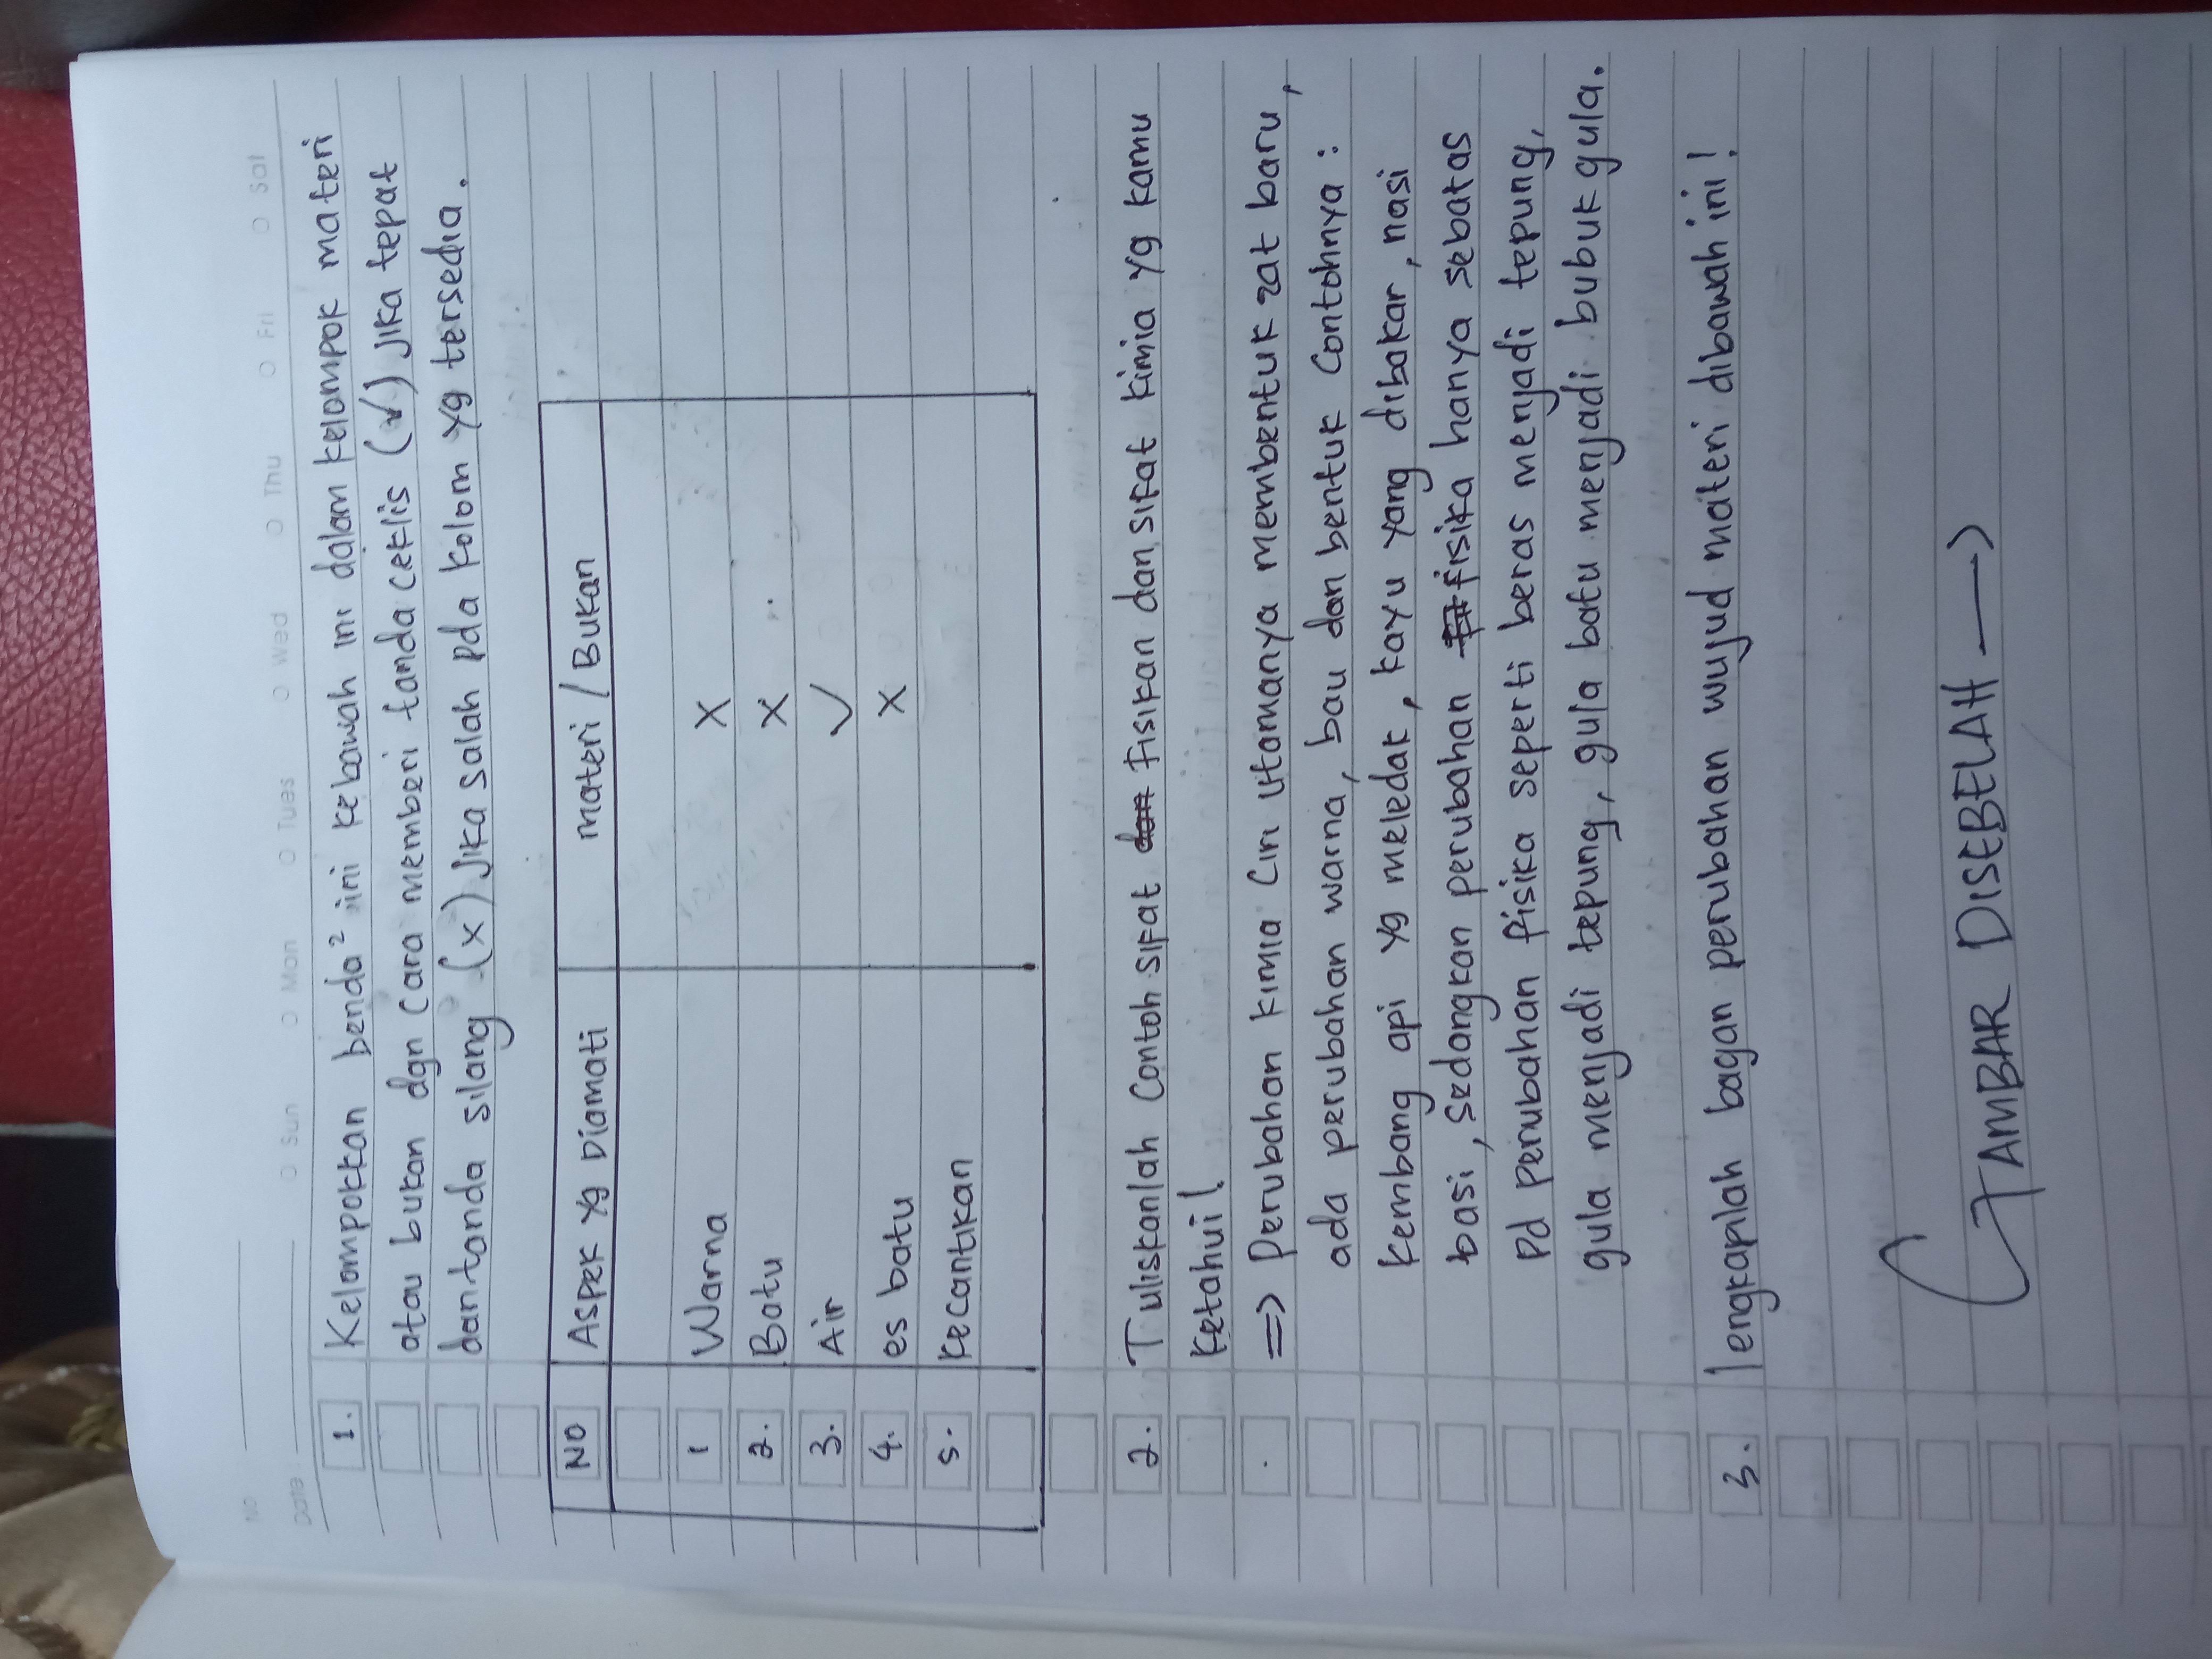 No
Date
Sun Mon Tues Wed Thu Fri Sat
1. Kelompokkan benda² ini kebawah ini dalam kelompok materi
atau bukan dgn cara memberi tanda ceklis (✓) jika tepat
dan tanda silang (x) jika salah pda kolom yg tersedia.
NO Aspek yg Diamati Materi / Bukan
1 Warna X
2. Batu X
3. Air ✓
4. es batu X
5. Kecantikan
2. Tuliskanlah Contoh sifat dan Fisikan dan sifat kimia yg kamu
Ketahui!
=> Perubahan kimia Ciri utamanya membentuk zat baru,
ada perubahan warna, bau dan bentuk Contohnya :
Kembang api yg meledak, kayu yang dibakar, nasi
basi, sedangkan perubahan fisika hanya sebatas
Pd perubahan fisika seperti beras menjadi tepung,
gula menjadi tepung, gula batu menjadi bubuk gula.
3. lengkapilah bagan perubahan wujud materi dibawah ini!
GAMBAR DISEBELAH →